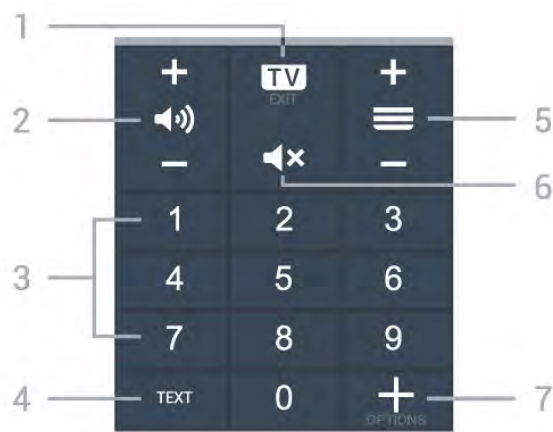 1
+ TV +
EXIT
2 5
- × -
6
1 2 3
3
4 5 6
7 8 9
4 TEXT 0 + 7
OPTIONS